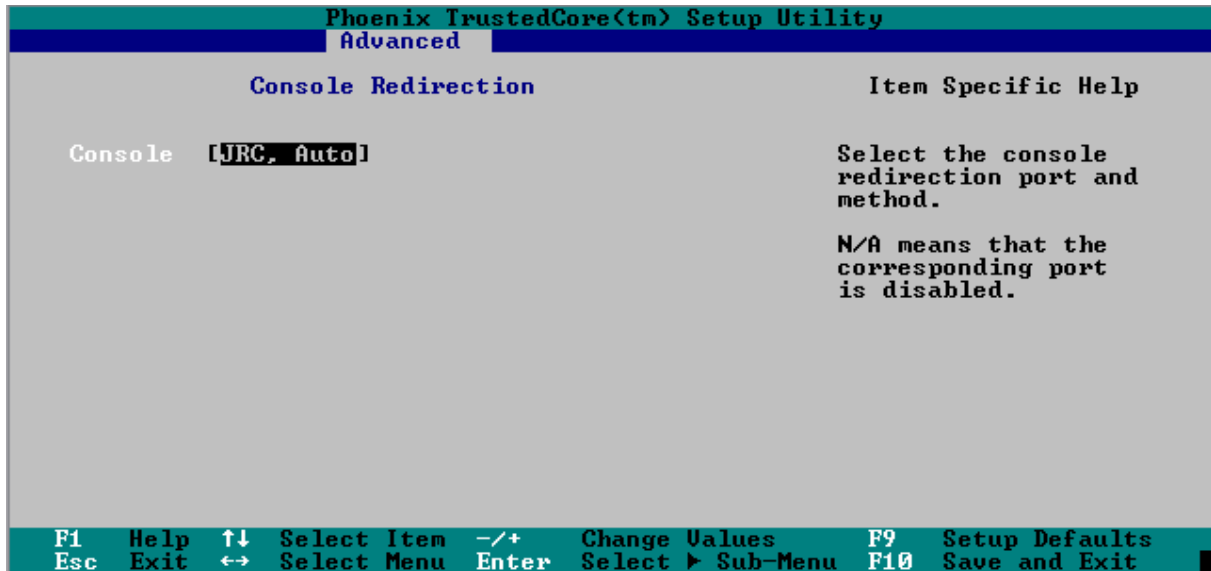 Phoenix TrustedCore(tm) Setup Utility
Advanced
Console Redirection
Item Specific Help
Console [JRC, Auto]
Select the console
redirection port and
method.
N/A means that the
corresponding port
is disabled.
F1 Help ↑↓ Select Item -/+ Change Values F9 Setup Defaults
Esc Exit ↔ Select Menu Enter Select ▶ Sub-Menu F10 Save and Exit